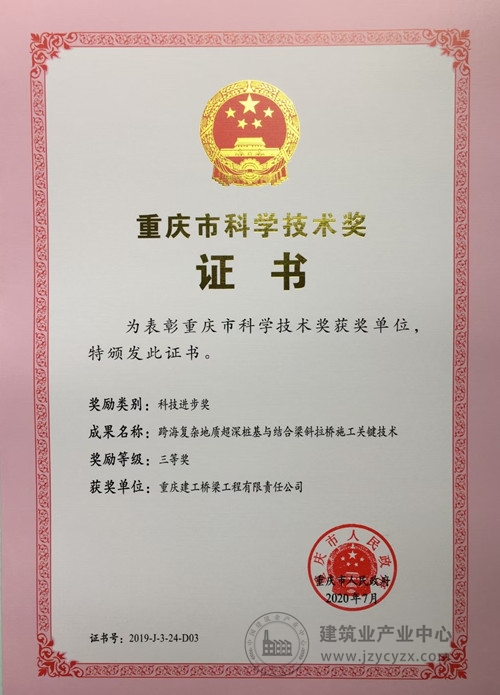 重庆市科学技术奖
证书
为表彰重庆市科学技术奖获奖单位，
特颁发此证书。
奖励类别：科技进步奖
成果名称：跨海复杂地质超深桩基与结合梁斜拉桥施工关键技术
奖励等级：三等奖
获奖单位：重庆建工桥梁工程有限责任公司
重庆市人民政府
重庆市人民政府
2020年7月
证书号：2019-J-3-24-D03
建筑业产业中心
www.jzycyzx.com